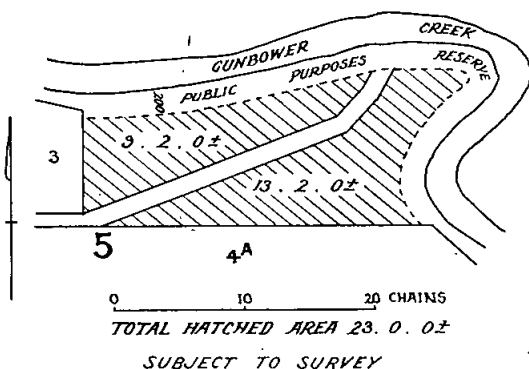 GUNBOWER CREEK
PUBLIC PURPOSES RESERVE
200
9. 2. 0±
3
13. 2. 0±
5
4A
0 10 20 CHAINS
TOTAL HATCHED AREA 23. 0. 0±
SUBJECT TO SURVEY